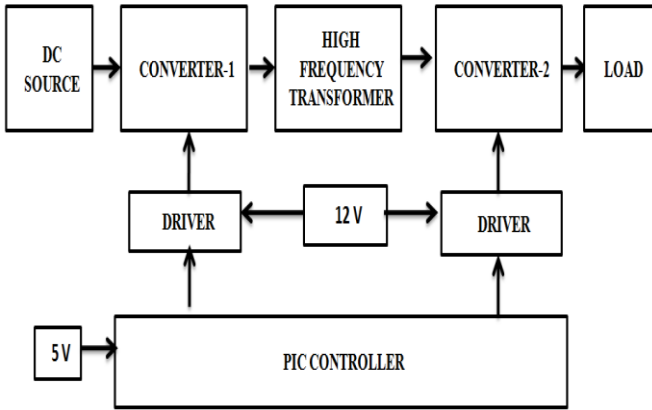 DC
SOURCE
CONVERTER-1
HIGH
FREQUENCY
TRANSFORMER
CONVERTER-2
LOAD
DRIVER
12 V
DRIVER
5 V
PIC CONTROLLER